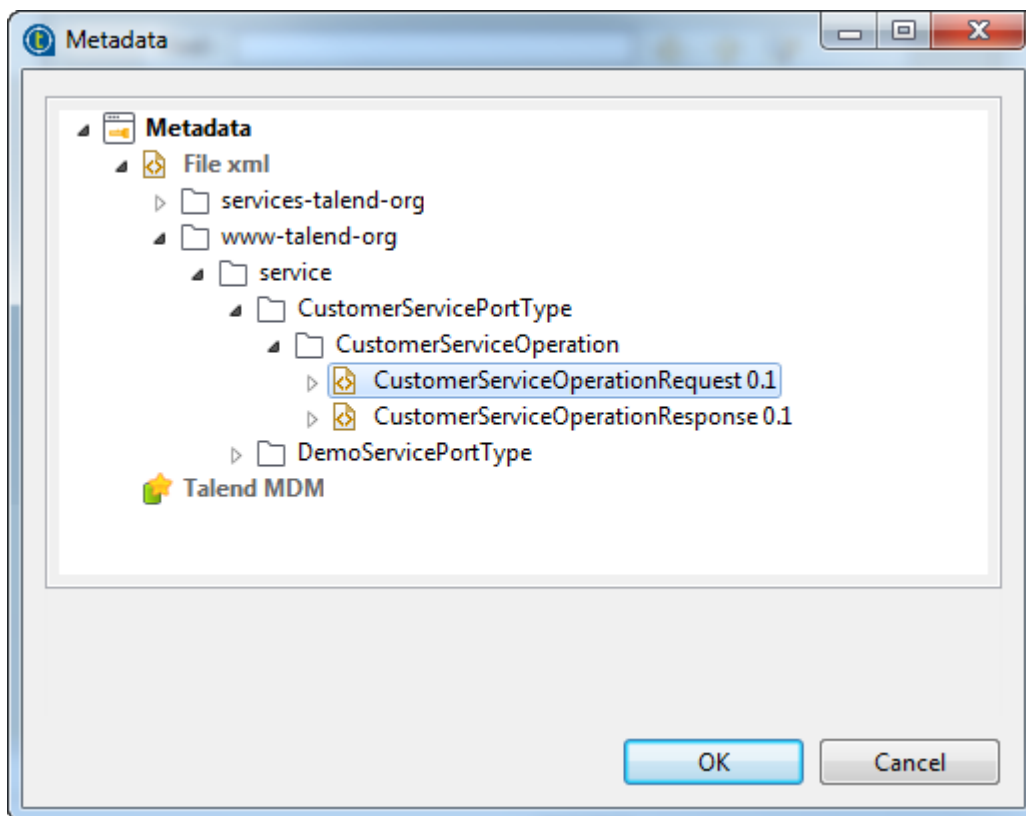 Metadata
Metadata
File xml
services-talend-org
www-talend-org
service
CustomerServicePortType
CustomerServiceOperation
CustomerServiceOperationRequest 0.1
CustomerServiceOperationResponse 0.1
DemoServicePortType
Talend MDM
OK Cancel